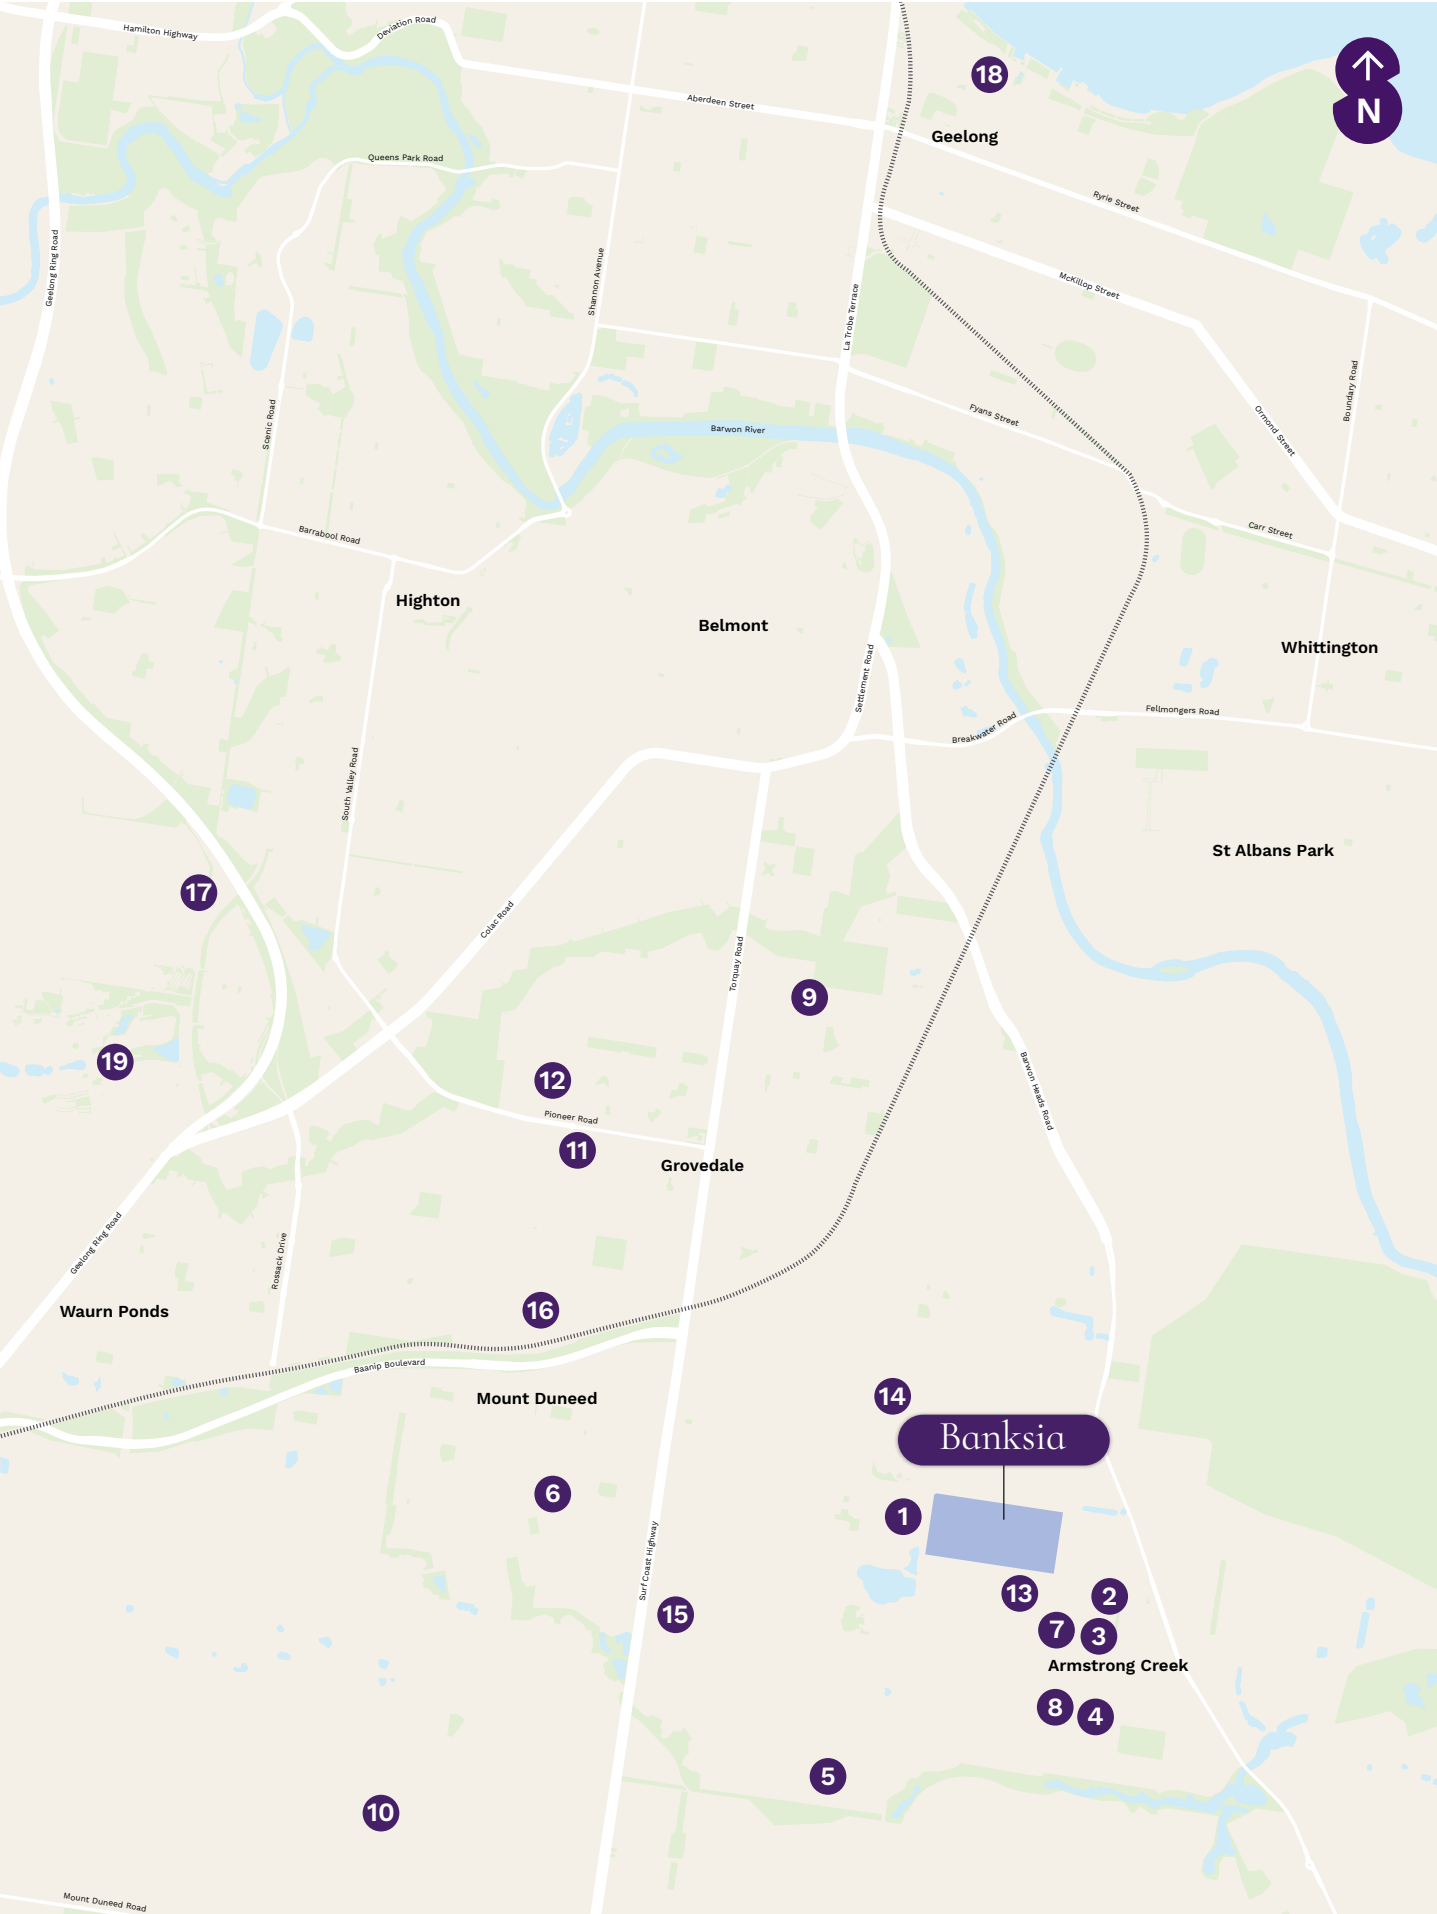 Hamilton Highway
Deviation Road
18
N
Aberdeen Street
Geelong
Queens Park Road
Ryrie Street
Geelong Ring Road
Shannon Avenue
McKillop Street
La Trobe Terrace
Boundary Road
Scenic Road
Fyans Street
Ormond Street
Barwon River
Barrabool Road
Carr Street
Highton
Belmont
Whittington
Settlement Road
Fellmongers Road
Breakwater Road
South Valley Road
St Albans Park
17
Colac Road
Torquay Road
9
19
12
Barwon Heads Road
Pioneer Road
11
Grovedale
Geelong Ring Road
Rossack Drive
Waurn Ponds
16
Baanip Boulevard
Mount Duneed
14
Banksia
6
1
Surf Coast Highway
13
2
15
7
3
Armstrong Creek
8
4
5
10
Mount Duneed Road